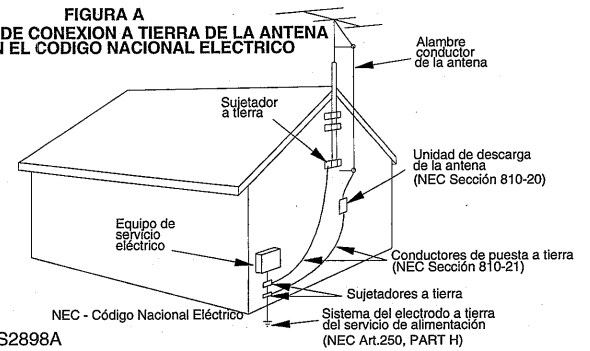 FIGURA A
DE CONEXION A TIERRA DE LA ANTENA
EL CODIGO NACIONAL ELECTRICO
Alambre
conductor
de la antena
Sujetador
a tierra
Unidad de descarga
de la antena
(NEC Sección 810-20)
Equipo de
servicio
eléctrico
Conductores de puesta a tierra
(NEC Sección 810-21)
Sujetadores a tierra
NEC - Código Nacional Eléctrico
Sistema del electrodo a tierra
del servicio de alimentación
(NEC Art.250, PART H)
S2898A